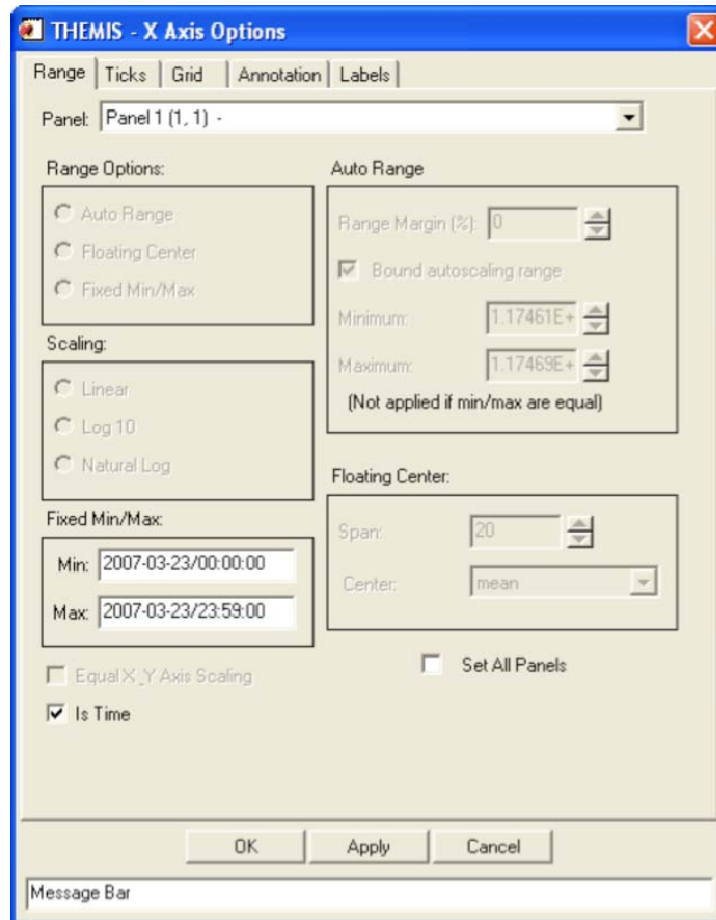 THEMIS - X Axis Options
Range Ticks Grid Annotation Labels
Panel: Panel 1 (1, 1) -
Range Options:
Auto Range
Floating Center
Fixed Min/Max
Scaling:
Linear
Log 10
Natural Log
Fixed Min/Max:
Min: 2007-03-23/00:00:00
Max: 2007-03-23/23:59:00
Equal X_Y Axis Scaling
Is Time
Auto Range
Range Margin (%): 0
Bound autoscaling range
Minimum: 1.17461E+
Maximum: 1.17469E+
(Not applied if min/max are equal)
Floating Center:
Span: 20
Center: mean
Set All Panels
OK Apply Cancel
Message Bar